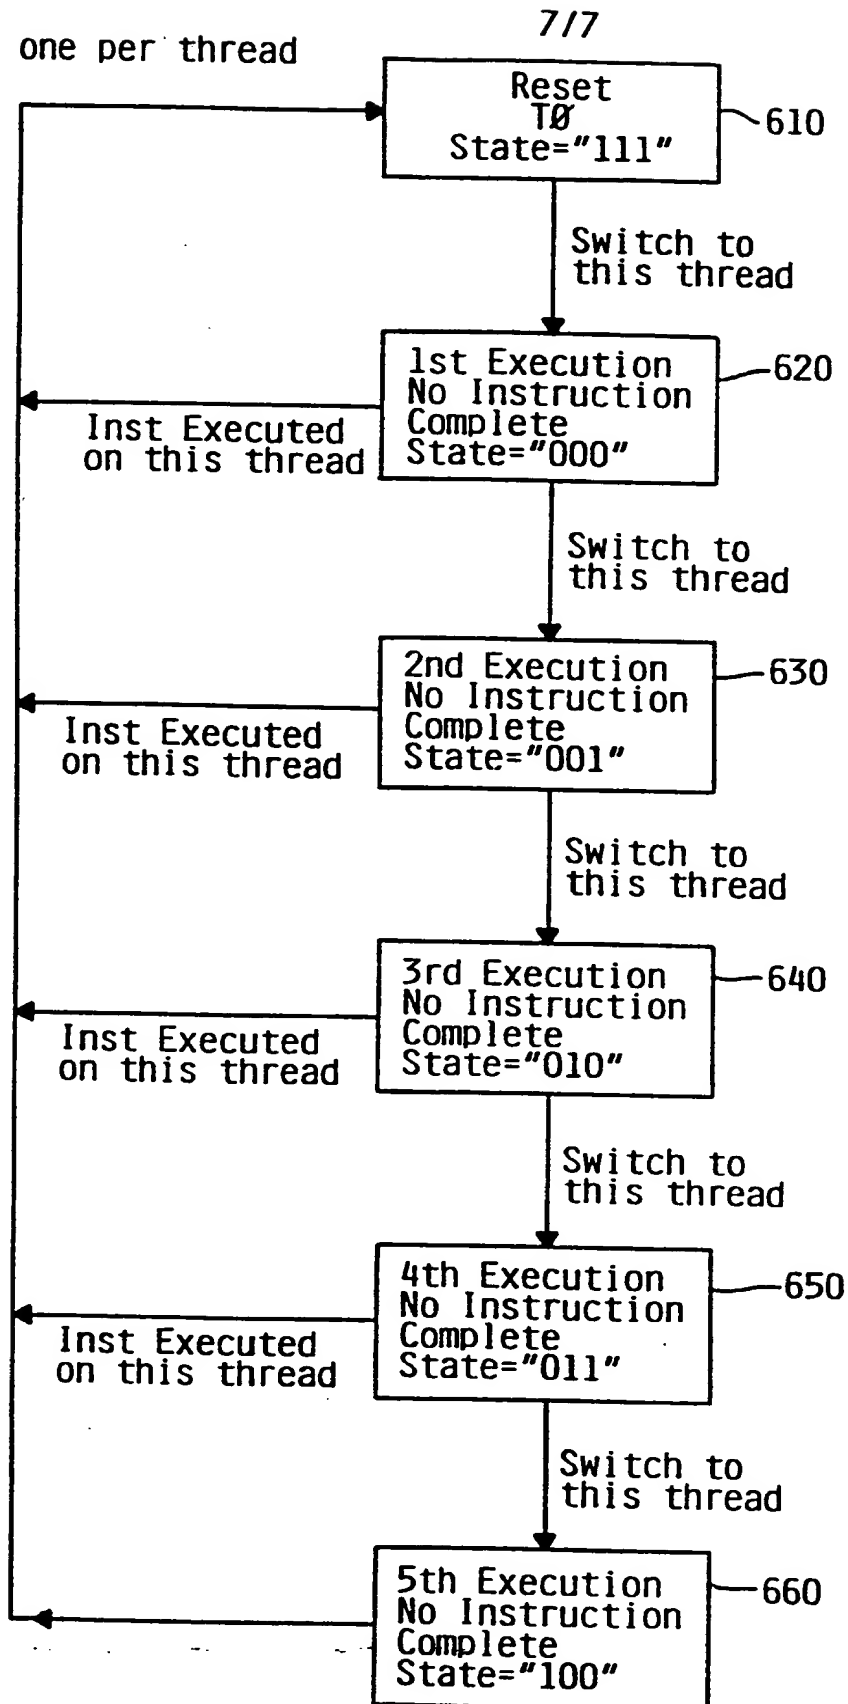 7/7
one per thread
Reset
TØ
State="111"
610
Switch to
this thread
1st Execution
No Instruction
Complete
State="000"
620
Inst Executed
on this thread
Switch to
this thread
2nd Execution
No Instruction
Complete
State="001"
630
Inst Executed
on this thread
Switch to
this thread
3rd Execution
No Instruction
Complete
State="010"
640
Inst Executed
on this thread
Switch to
this thread
4th Execution
No Instruction
Complete
State="011"
650
Inst Executed
on this thread
Switch to
this thread
5th Execution
No Instruction
Complete
State="100"
660